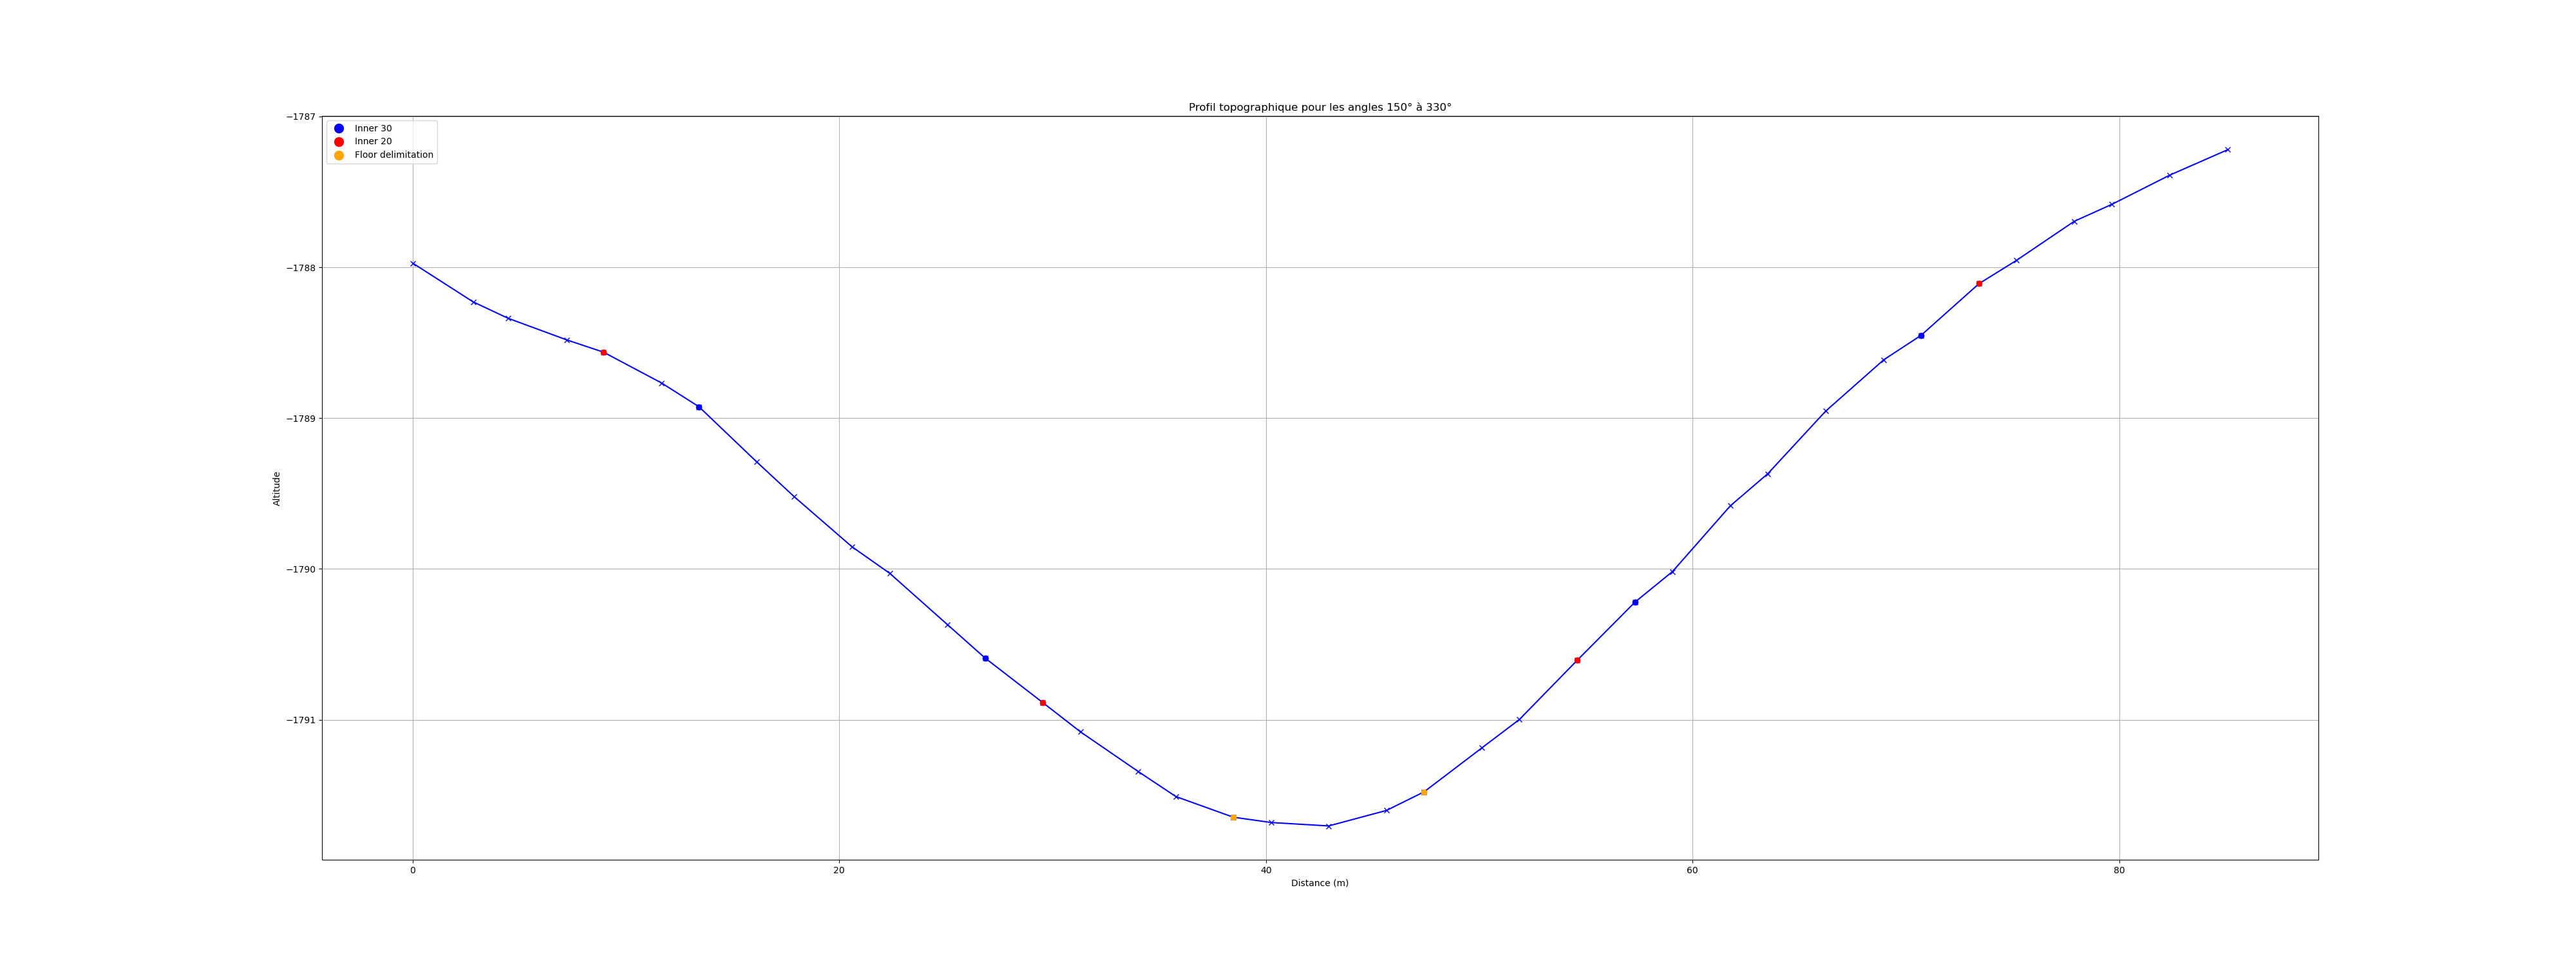 Profil topographique pour les angles 150° à 330°
Inner 30
Inner 20
Floor delimitation
−1787
−1788
−1789
−1790
−1791
Altitude
0
20
40
60
80
Distance (m)